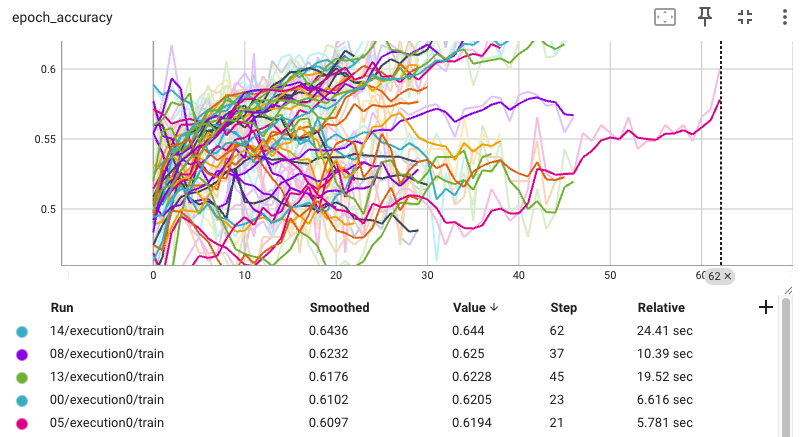 epoch_accuracy
0.6
0.55
0.5
0 10 20 30 40 50 60 62 ×
Run Smoothed Value ↓ Step Relative
14/execution0/train 0.6436 0.644 62 24.41 sec
08/execution0/train 0.6232 0.625 37 10.39 sec
13/execution0/train 0.6176 0.6228 45 19.52 sec
00/execution0/train 0.6102 0.6205 23 6.616 sec
05/execution0/train 0.6097 0.6194 21 5.781 sec